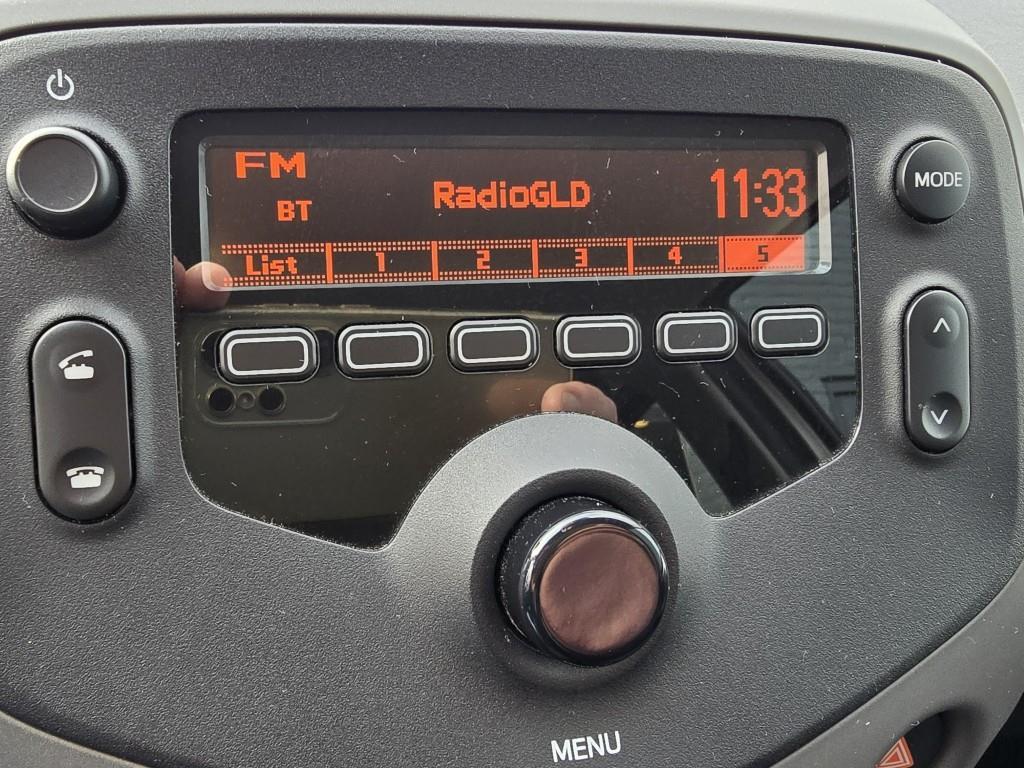 FM
BT
RadioGLD
11:33
List 1 2 3 4 5
MODE
MENU